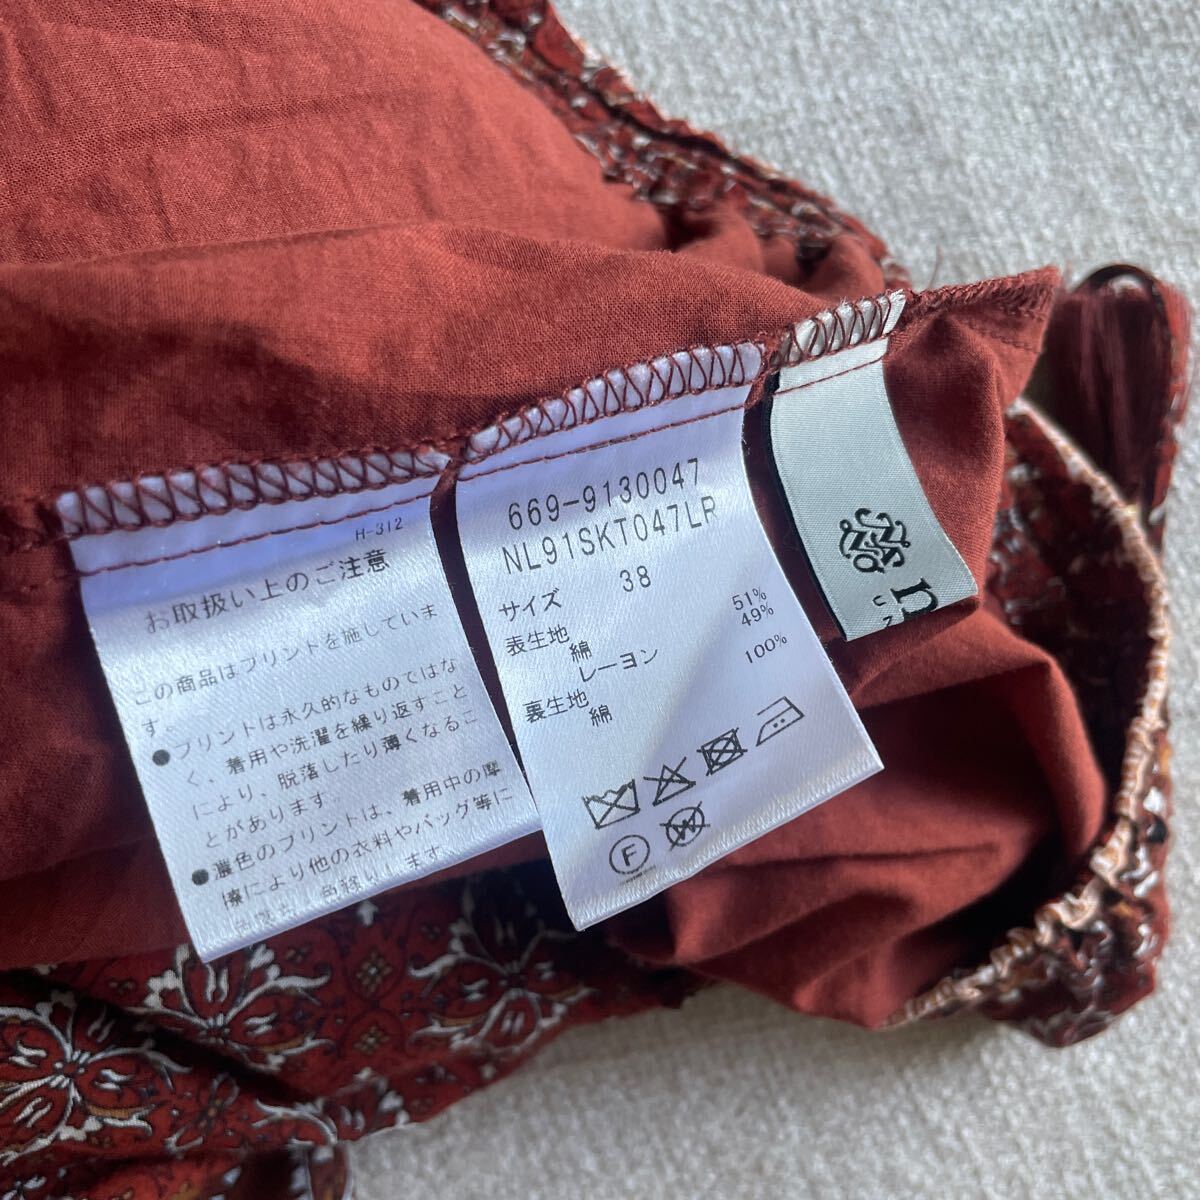 H-312
お取扱い上のご注意
この商品はプリントを施していま
す。
●プリントは永久的なものではな
く、着用や洗濯を繰り返すこと
により、脱落したり薄くなるこ
とがあります。
●濃色のプリントは、着用中の摩
擦により他の衣料やバッグ等に
669-9130047
NL91SKT047LR
サイズ 38
表生地
綿 51%
レーヨン 49%
裏生地
綿 100%
F
W
n